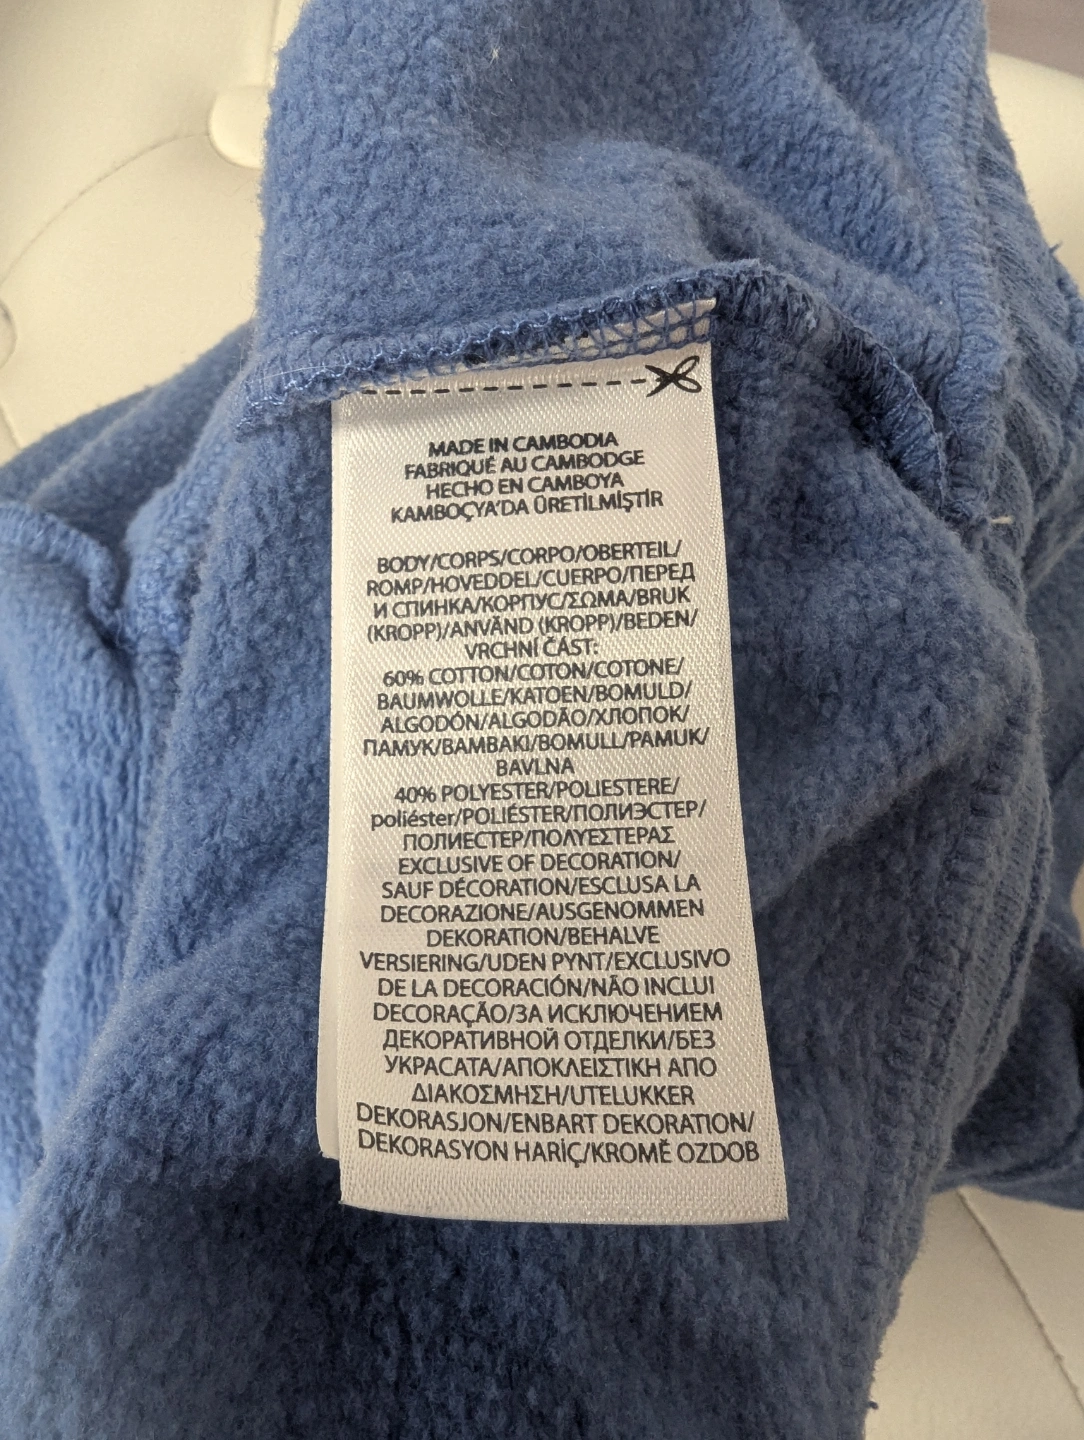 MADE IN CAMBODIA
FABRIQUÉ AU CAMBODGE
HECHO EN CAMBOYA
KAMBOÇYA'DA ÜRETİLMİŞTİR
BODY/CORPS/CORPO/OBERTEIL/
ROMP/HOVEDDEL/CUERPO/ПЕРЕД
И СПИНКА/КОРПУС/ΣΩΜΑ/BRUK
(KROPP)/ANVÄND (KROPP)/BEDEN/
VRCHNÍ ČÁST:
60% COTTON/COTON/COTONE/
BAUMWOLLE/KATOEN/BOMULD/
ALGODÓN/ALGODÃO/ХЛОПОК/
ПАМУК/BAMBAKI/BOMULL/PAMUK/
BAVLNA
40% POLYESTER/POLIESTERE/
poliéster/POLIÉSTER/ПОЛИЭСТЕР/
ПОЛИЕСТЕР/ΠΟΛΥΕΣΤΕΡΑΣ
EXCLUSIVE OF DECORATION/
SAUF DÉCORATION/ESCLUSA LA
DECORAZIONE/AUSGENOMMEN
DEKORATION/BEHALVE
VERSIERING/UDEN PYNT/EXCLUSIVO
DE LA DECORACIÓN/NÃO INCLUI
DECORAÇÃO/ЗА ИСКЛЮЧЕНИЕМ
ДЕКОРАТИВНОЙ ОТДЕЛКИ/БЕЗ
УКРАСАТА/ΑΠΟΚΛΕΙΣΤΙΚΗ ΑΠΟ
ΔΙΑΚΟΣΜΗΣΗ/UTELUKKER
DEKORASJON/ENBART DEKORATION/
DEKORASYON HARİÇ/KROMĚ OZDOB